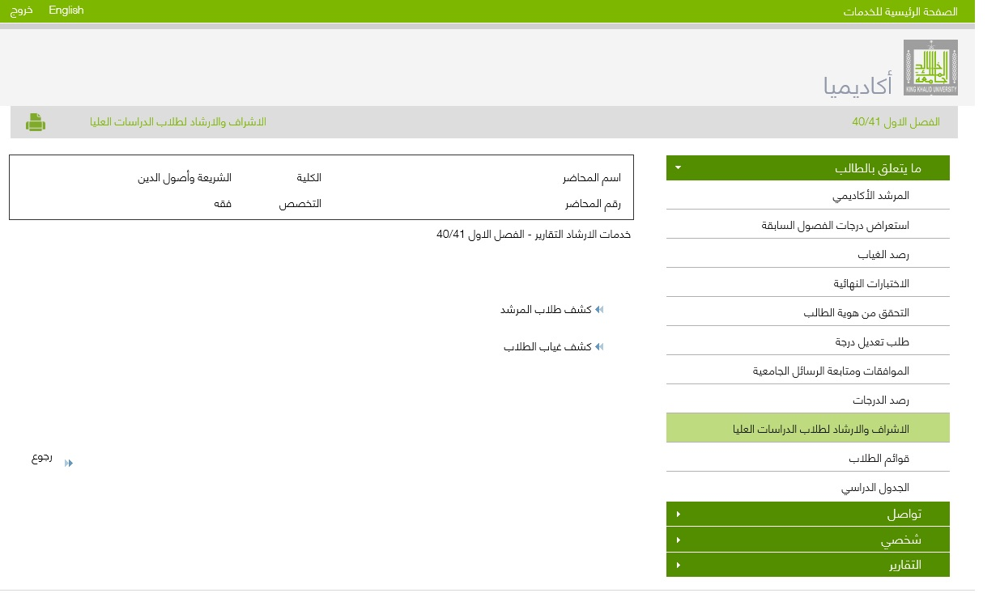 الصفحة الرئيسية للخدمات English خروج
خالد
الملك
جامعة
KING KHALID UNIVERSITY
أكاديميا
الفصل الاول 40/41 الاشراف والارشاد لطلاب الدراسات العليا
ما يتعلق بالطالب
المرشد الأكاديمي
استعراض درجات الفصول السابقة
رصد الغياب
الاختبارات النهائية
التحقق من هوية الطالب
طلب تعديل درجة
الموافقات ومتابعة الرسائل الجامعية
رصد الدرجات
الاشراف والارشاد لطلاب الدراسات العليا
قوائم الطلاب
الجدول الدراسي
تواصل
شخصي
التقارير
اسم المحاضر الكلية الشريعة وأصول الدين
رقم المحاضر التخصص فقه
خدمات الارشاد التقارير - الفصل الاول 40/41
كشف طلاب المرشد
كشف غياب الطلاب
رجوع